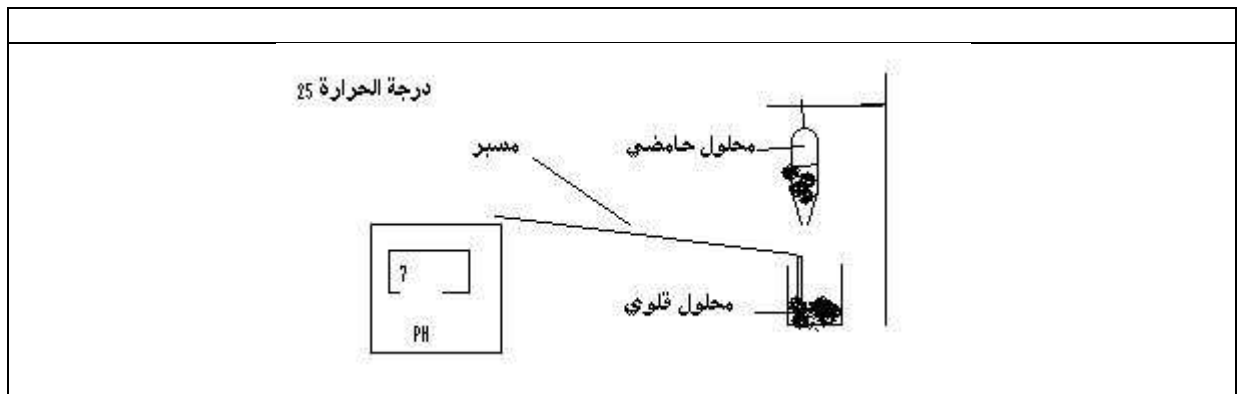 درجة الحرارة 25
محلول حامضي
مسبر
7
محلول قلوي
PH